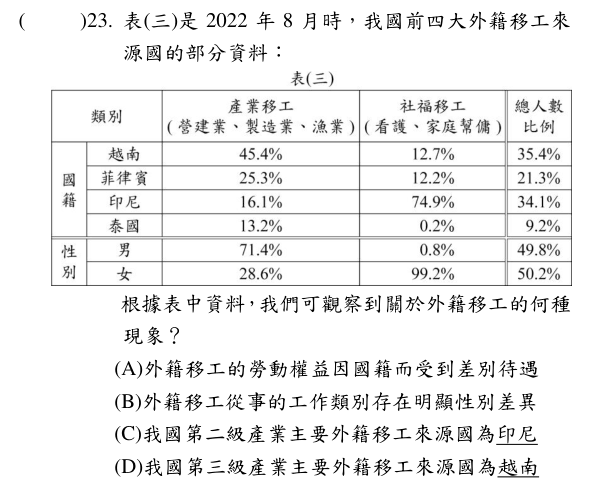 (　　)23. 表(三)是 2022 年 8 月時，我國前四大外籍移工來
源國的部分資料：
表(三)
類別 產業移工 社福移工 總人數
(營建業、製造業、漁業) (看護、家庭幫傭) 比例
國籍 越南 45.4% 12.7% 35.4%
菲律賓 25.3% 12.2% 21.3%
印尼 16.1% 74.9% 34.1%
泰國 13.2% 0.2% 9.2%
性別 男 71.4% 0.8% 49.8%
女 28.6% 99.2% 50.2%
根據表中資料，我們可觀察到關於外籍移工的何種
現象？
(A)外籍移工的勞動權益因國籍而受到差別待遇
(B)外籍移工從事的工作類別存在明顯性別差異
(C)我國第二級產業主要外籍移工來源國為印尼
(D)我國第三級產業主要外籍移工來源國為越南